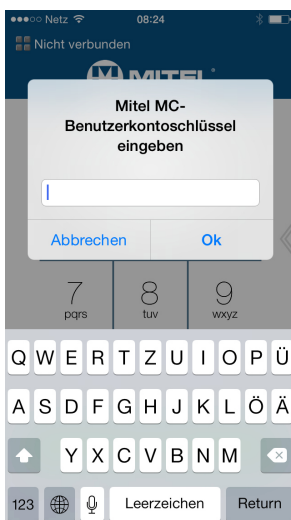 Netz 08:24
Nicht verbunden
MITEL
Mitel MC-
Benutzerkontoschlüssel
eingeben
Abbrechen Ok
7 8 9
pqrs tuv wxyz
Q W E R T Z U I O P Ü
A S D F G H J K L Ö Ä
Y X C V B N M
123 Leerzeichen Return